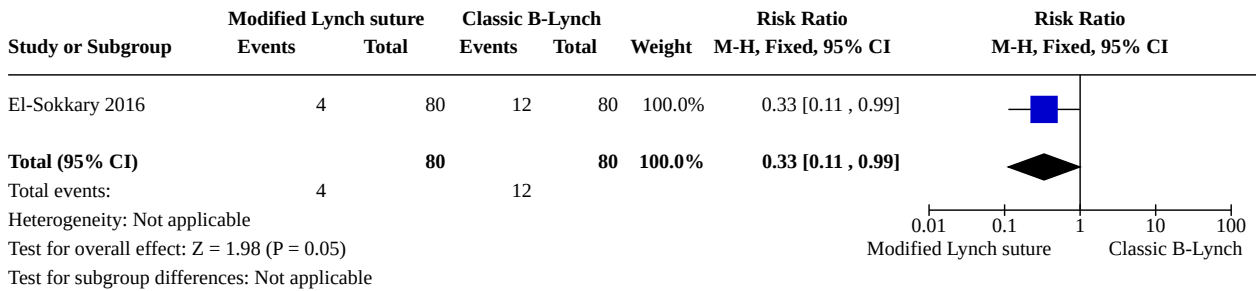 Modified Lynch suture Classic B-Lynch Risk Ratio Risk Ratio
Study or Subgroup Events Total Events Total Weight M-H, Fixed, 95% CI M-H, Fixed, 95% CI
El-Sokkary 2016 4 80 12 80 100.0% 0.33 [0.11 , 0.99]
Total (95% CI) 80 80 100.0% 0.33 [0.11 , 0.99]
Total events: 4 12
Heterogeneity: Not applicable
0.01 0.1 1 10 100
Test for overall effect: Z = 1.98 (P = 0.05)
Modified Lynch suture Classic B-Lynch
Test for subgroup differences: Not applicable